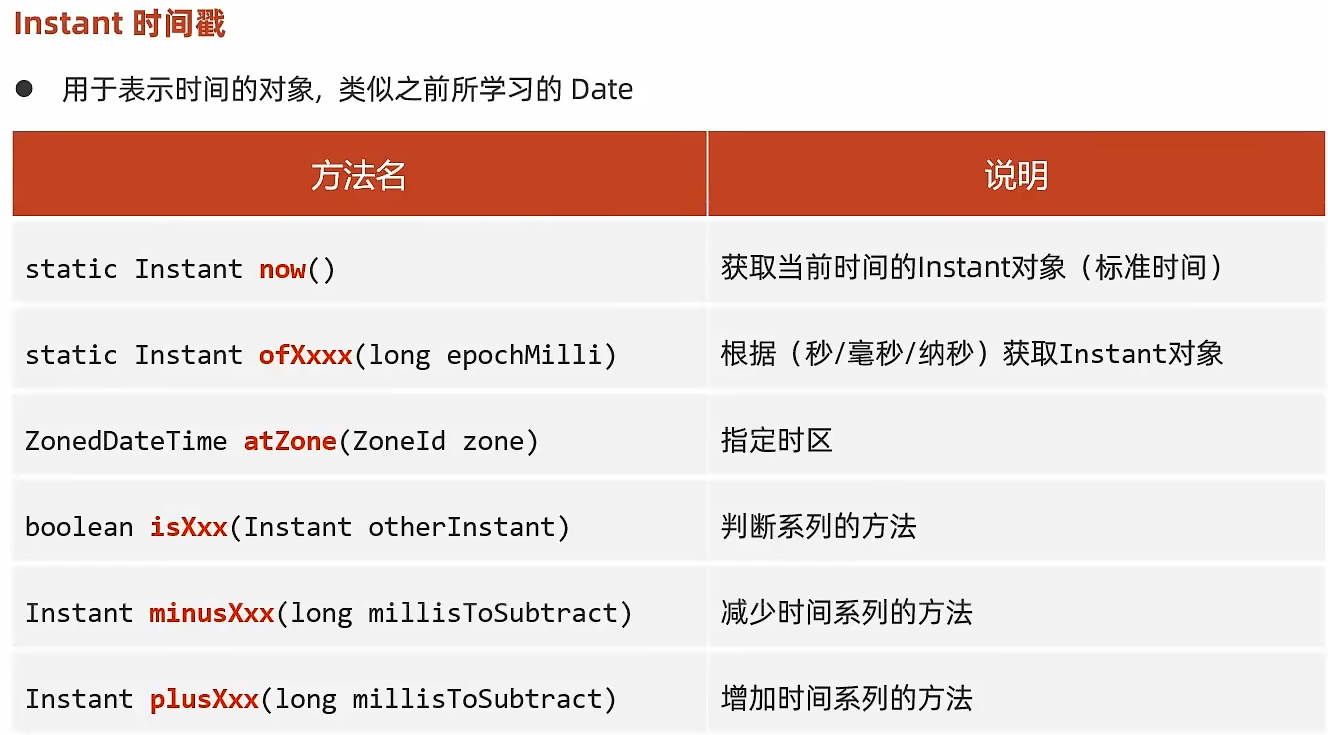 Instant 时间戳
● 用于表示时间的对象, 类似之前所学习的 Date
方法名 说明
static Instant now() 获取当前时间的Instant对象（标准时间）
static Instant ofXxxx(long epochMilli) 根据（秒/毫秒/纳秒）获取Instant对象
ZonedDateTime atZone(ZoneId zone) 指定时区
boolean isXxx(Instant otherInstant) 判断系列的方法
Instant minusXxx(long millisToSubtract) 减少时间系列的方法
Instant plusXxx(long millisToSubtract) 增加时间系列的方法